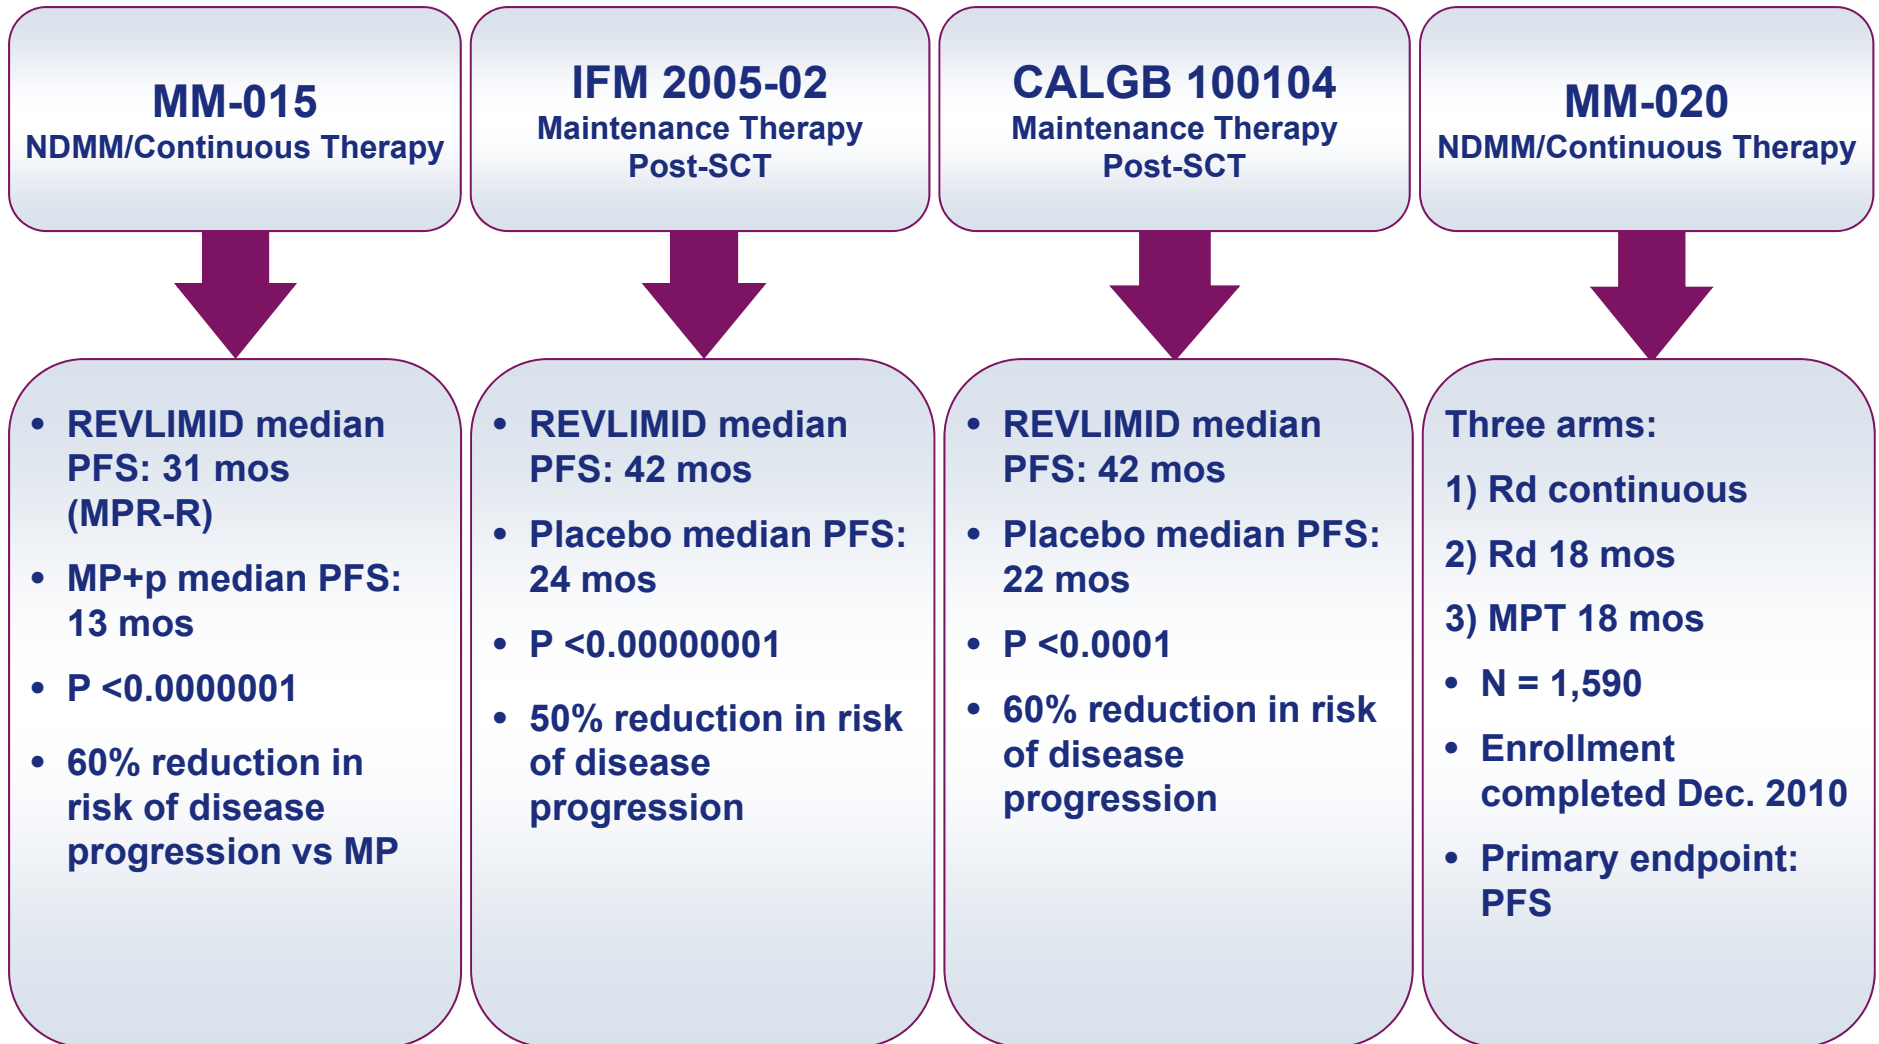 MM-015
NDMM/Continuous Therapy
IFM 2005-02
Maintenance Therapy
Post-SCT
CALGB 100104
Maintenance Therapy
Post-SCT
MM-020
NDMM/Continuous Therapy
• REVLIMID median
PFS: 31 mos
(MPR-R)
• MP+p median PFS:
13 mos
• P <0.0000001
• 60% reduction in
risk of disease
progression vs MP
• REVLIMID median
PFS: 42 mos
• Placebo median PFS:
24 mos
• P <0.00000001
• 50% reduction in risk
of disease
progression
• REVLIMID median
PFS: 42 mos
• Placebo median PFS:
22 mos
• P <0.0001
• 60% reduction in risk
of disease
progression
Three arms:
1) Rd continuous
2) Rd 18 mos
3) MPT 18 mos
• N = 1,590
• Enrollment
completed Dec. 2010
• Primary endpoint:
PFS